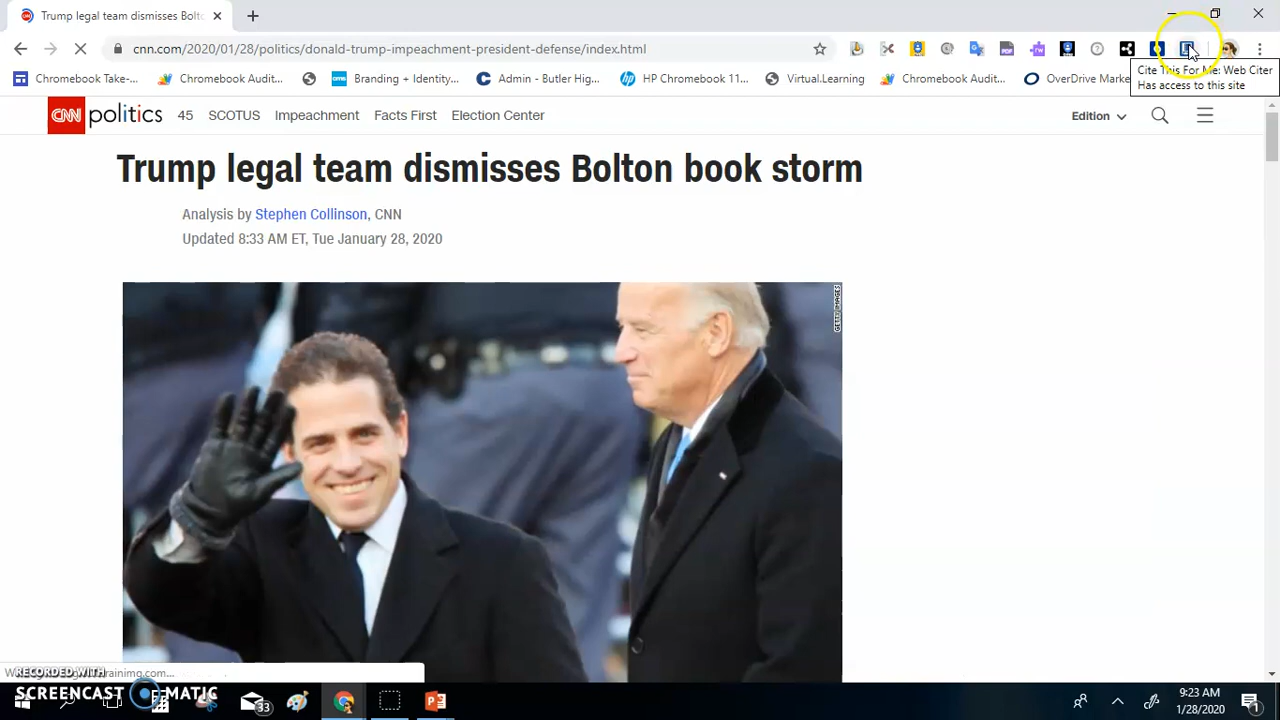 Trump legal team dismisses Bolt
cnn.com/2020/01/28/politics/donald-trump-impeachment-president-defense/index.html
Cite This For Me: Web Citer
Has access to this site
Chromebook Take-...
Branding + Identity...
Admin - Butler Hig...
HP Chromebook 11...
Virtual.Learning
Chromebook Audit...
OverDrive Marke
CNN politics 45 SCOTUS Impeachment Facts First Election Center Edition
Trump legal team dismisses Bolton book storm
Analysis by Stephen Collinson, CNN
Updated 8:33 AM ET, Tue January 28, 2020
GETTY IMAGES
RECORDED WITH
SCREENCAST MATIC
33
9:23 AM
1/28/2020
1